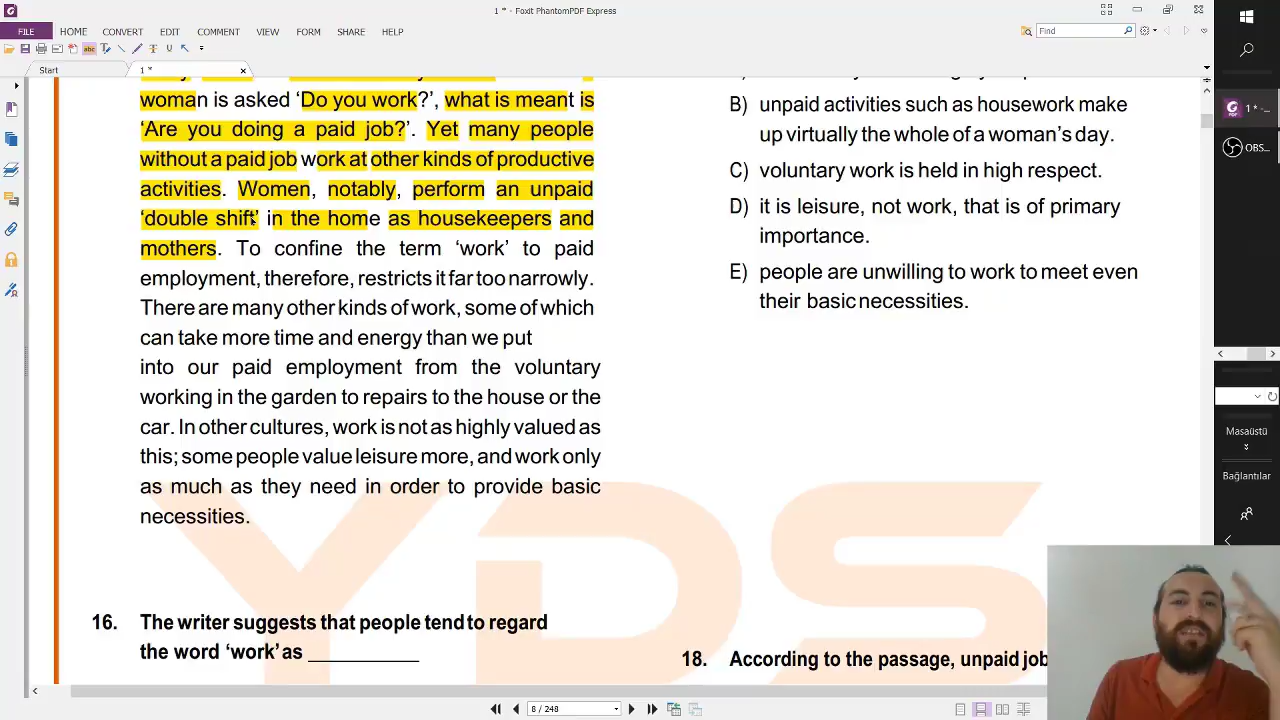 1 * - Foxit PhantomPDF Express
FILE HOME CONVERT EDIT COMMENT VIEW FORM SHARE HELP
Find
Start
1 *
woman is asked ‘Do you work?’, what is meant is
‘Are you doing a paid job?’. Yet many people
without a paid job work at other kinds of productive
activities. Women, notably, perform an unpaid
‘double shift’ in the home as housekeepers and
mothers. To confine the term ‘work’ to paid
employment, therefore, restricts it far too narrowly.
There are many other kinds of work, some of which
can take more time and energy than we put
into our paid employment from the voluntary
working in the garden to repairs to the house or the
car. In other cultures, work is not as highly valued as
this; some people value leisure more, and work only
as much as they need in order to provide basic
necessities.
16. The writer suggests that people tend to regard
the word ‘work’ as __________
B) unpaid activities such as housework make
up virtually the whole of a woman’s day.
C) voluntary work is held in high respect.
D) it is leisure, not work, that is of primary
importance.
E) people are unwilling to work to meet even
their basic necessities.
18. According to the passage, unpaid job
YDS
8 / 248
1 * -...
OBS...
Masaüstü
Bağlantılar